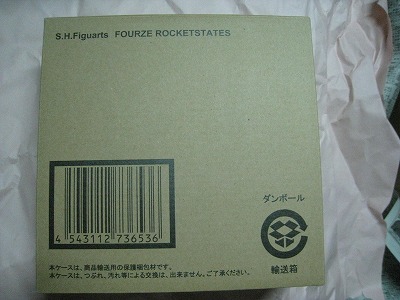 S.H.Figuarts FOURZE ROCKETSTATES
ダンボール
4 543112 736536
輸送箱
本ケースは、商品輸送用の保護梱包材です。
本ケースは、つぶれ、汚れ等による交換は、出来ません、ご了承ください。